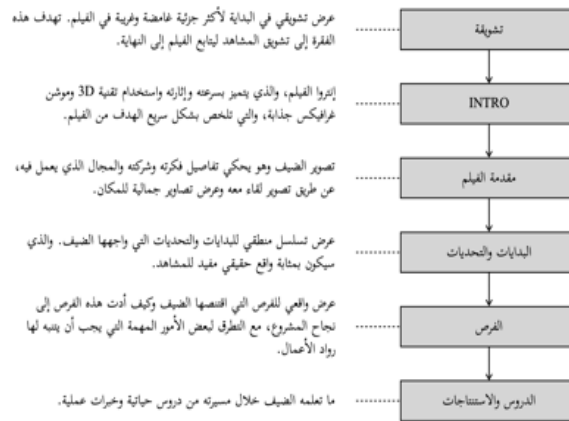 تشويقة
عرض تشويقي في البداية لأكثر جزئية غامضة وغريبة في الفيلم. تهدف هذه
الفقرة إلى تشويق المشاهد ليتابع الفيلم إلى النهاية.
INTRO
إنتروا الفيلم، والذي يتميز بسرعته وإثارته واستخدام تقنية 3D وموشن
غرافيكس جذابة، والتي تلخص بشكل سريع الهدف من الفيلم.
مقدمة الفيلم
تصوير الضيف وهو يحكي تفاصيل فكرته وشركته والمجال الذي يعمل فيه،
عن طريق تصوير لقاء معه وعرض تصاوير جمالية للمكان.
البدايات والتحديات
عرض تسلسل منطقي للبدايات والتحديات التي واجهها الضيف. والذي
سيكون بمثابة واقع حقيقي مفيد للمشاهد.
الفرص
عرض واقعي للفرص التي اقتنصها الضيف وكيف أدت هذه الفرص إلى
نجاح المشروع، مع التطرق لبعض الأمور المهمة التي يجب أن يتنبه لها
رواد الأعمال.
الدروس والاستنتاجات
ما تعلمه الضيف خلال مسيرته من دروس حياتية وخبرات عملية.